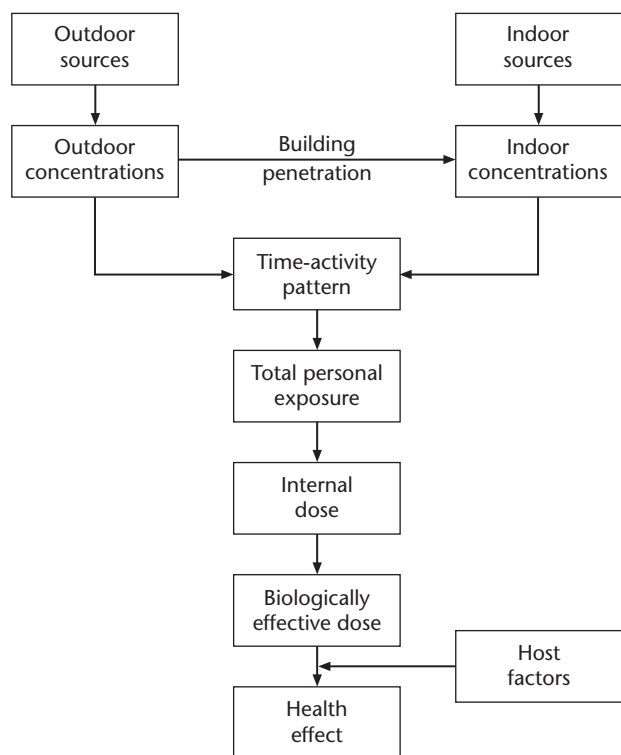 Outdoor
sources
Indoor
sources
Outdoor
concentrations
Building
penetration
Indoor
concentrations
Time-activity
pattern
Total personal
exposure
Internal
dose
Biologically
effective dose
Host
factors
Health
effect